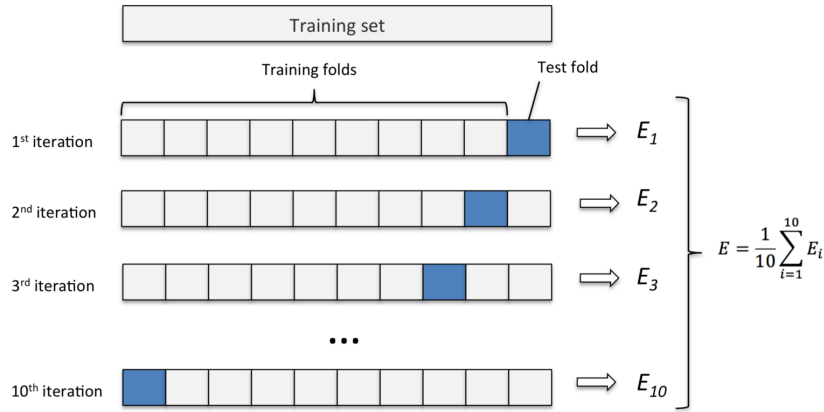 Training set
Training folds
Test fold
1st iteration
E1
2nd iteration
E2
3rd iteration
E3
E = 1/10 10∑i=1 Ei
...
10th iteration
E10